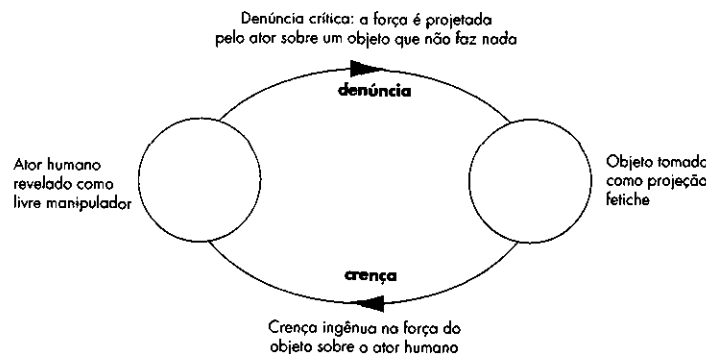 Denúncia crítica: a força é projetada
pelo ator sobre um objeto que não faz nada
denúncia
Ator humano
revelado como
livre manipulador
Objeto tomado
como projeção
fetiche
crença
Crença ingênua na força do
objeto sobre o ator humano